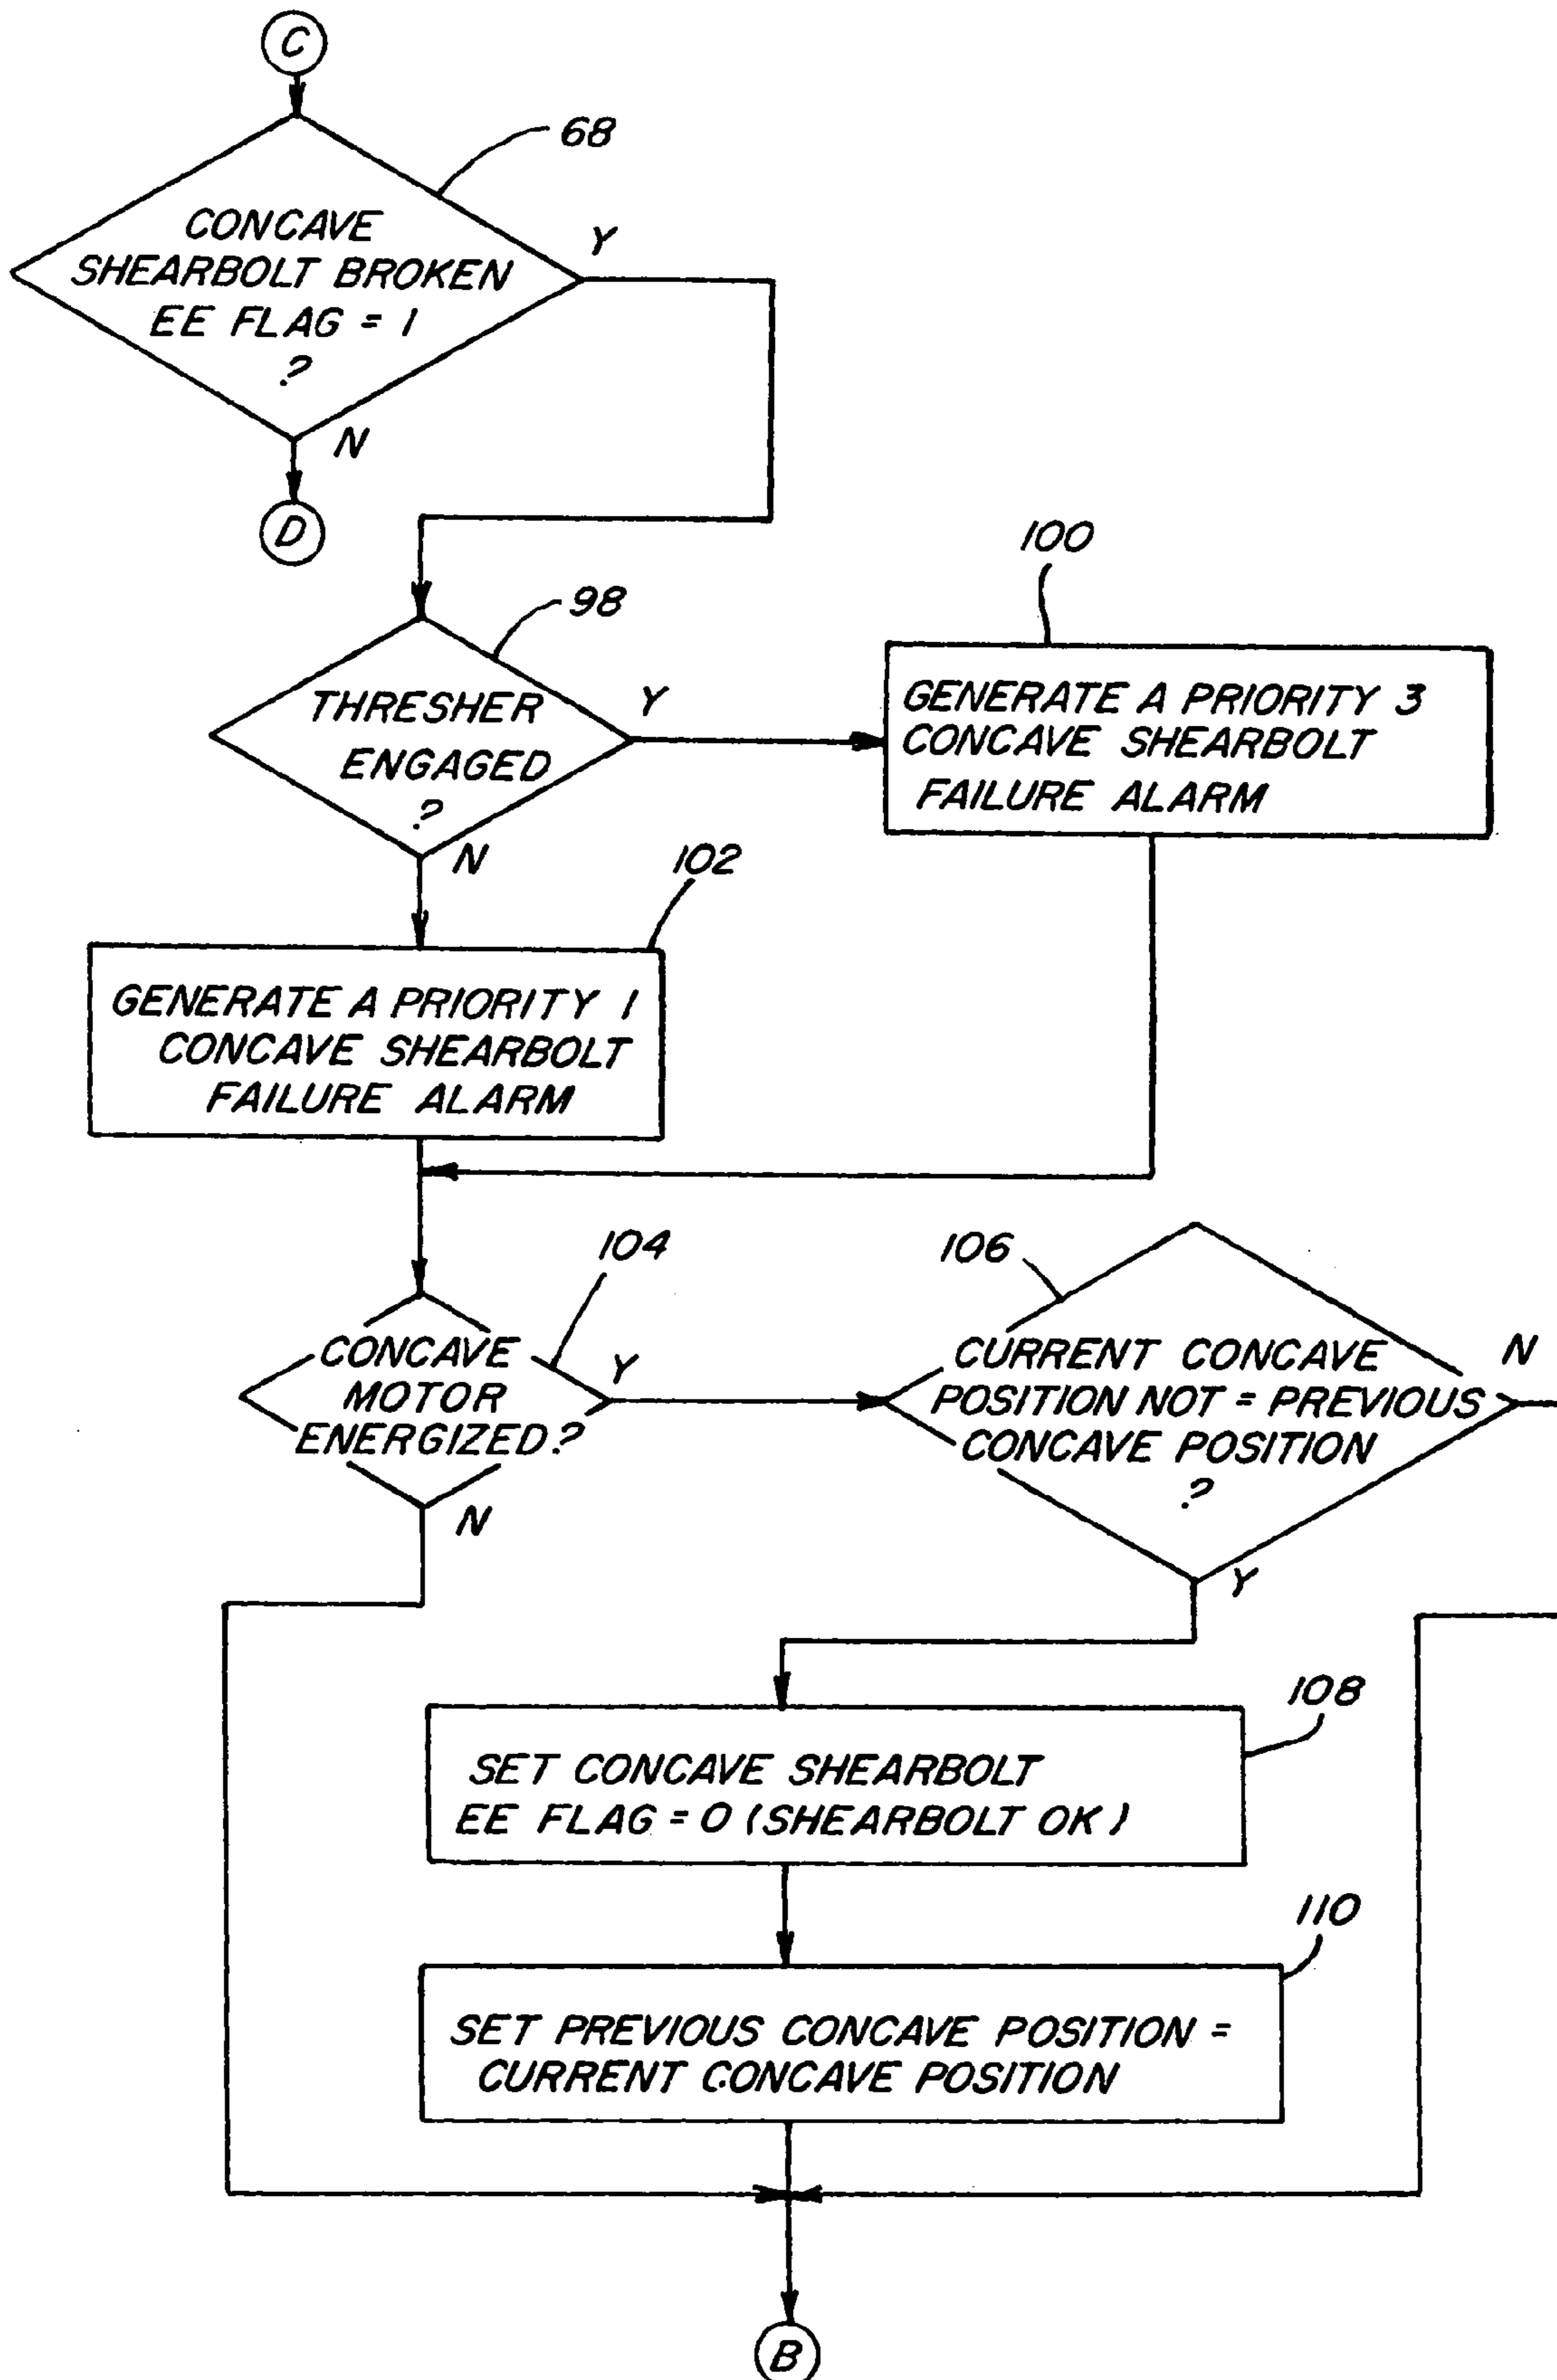 C
68
CONCAVE
SHEARBOLT BROKEN
EE FLAG = 1
?
Y
N
D
98
THRESHER
ENGAGED
?
Y
N
100
GENERATE A PRIORITY 3
CONCAVE SHEARBOLT
FAILURE ALARM
102
GENERATE A PRIORITY 1
CONCAVE SHEARBOLT
FAILURE ALARM
104
CONCAVE
MOTOR
ENERGIZED?
Y
N
106
CURRENT CONCAVE
POSITION NOT = PREVIOUS
CONCAVE POSITION
?
N
Y
108
SET CONCAVE SHEARBOLT
EE FLAG = 0 (SHEARBOLT OK)
110
SET PREVIOUS CONCAVE POSITION =
CURRENT CONCAVE POSITION
B